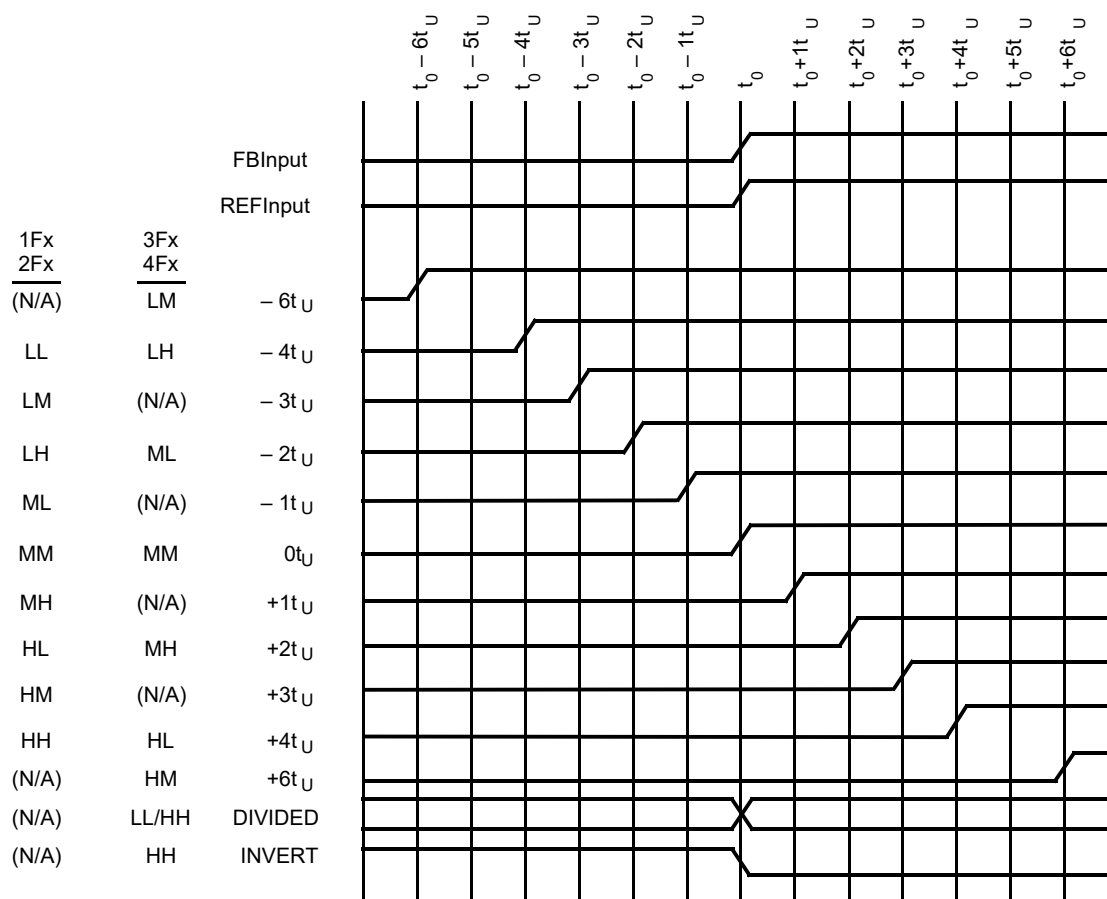 t0 – 6tU
t0 – 5tU
t0 – 4tU
t0 – 3tU
t0 – 2tU
t0 – 1tU
t0
t0+1tU
t0+2tU
t0+3tU
t0+4tU
t0+5tU
t0+6tU
FBInput
REFInput
1Fx 3Fx
2Fx 4Fx
(N/A) LM – 6tU
LL LH – 4tU
LM (N/A) – 3tU
LH ML – 2tU
ML (N/A) – 1tU
MM MM 0tU
MH (N/A) +1tU
HL MH +2tU
HM (N/A) +3tU
HH HL +4tU
(N/A) HM +6tU
(N/A) LL/HH DIVIDED
(N/A) HH INVERT